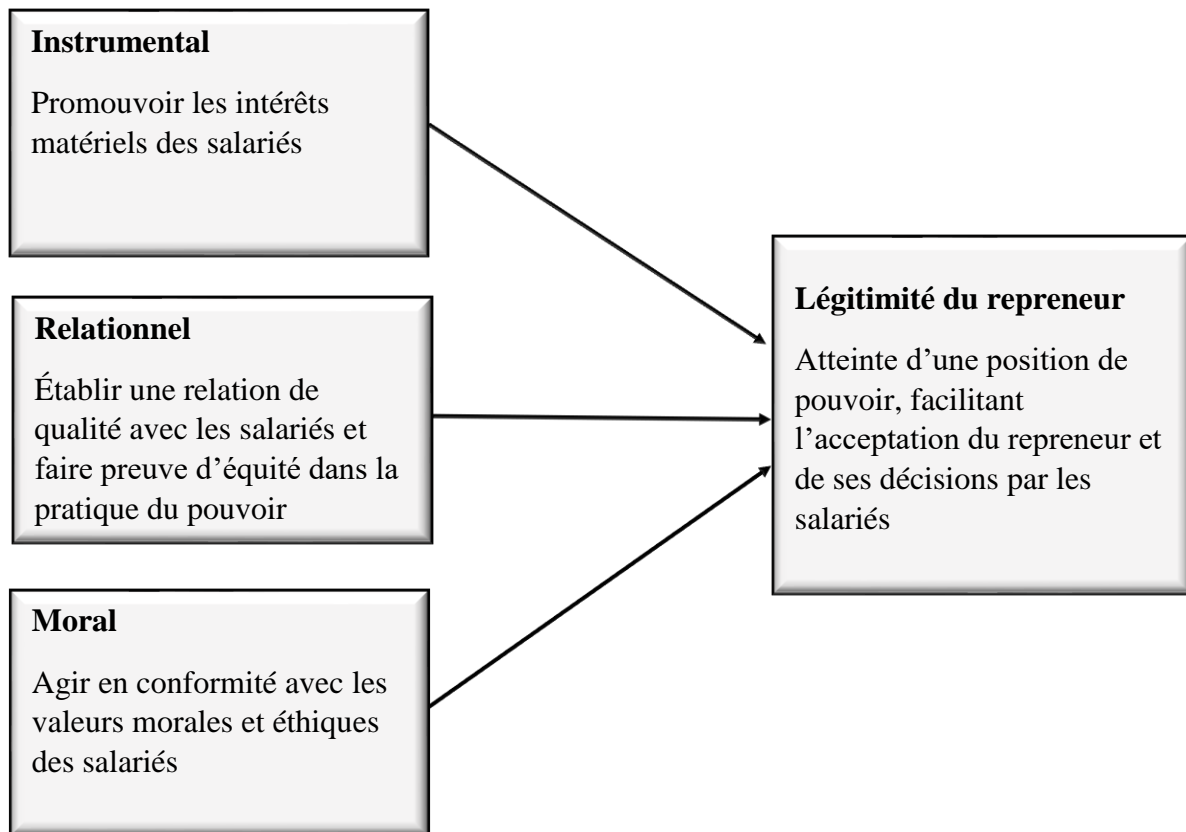 Instrumental
Promouvoir les intérêts
matériels des salariés
Relationnel
Établir une relation de
qualité avec les salariés et
faire preuve d’équité dans la
pratique du pouvoir
Moral
Agir en conformité avec les
valeurs morales et éthiques
des salariés
Légitimité du repreneur
Atteinte d’une position de
pouvoir, facilitant
l’acceptation du repreneur et
de ses décisions par les
salariés